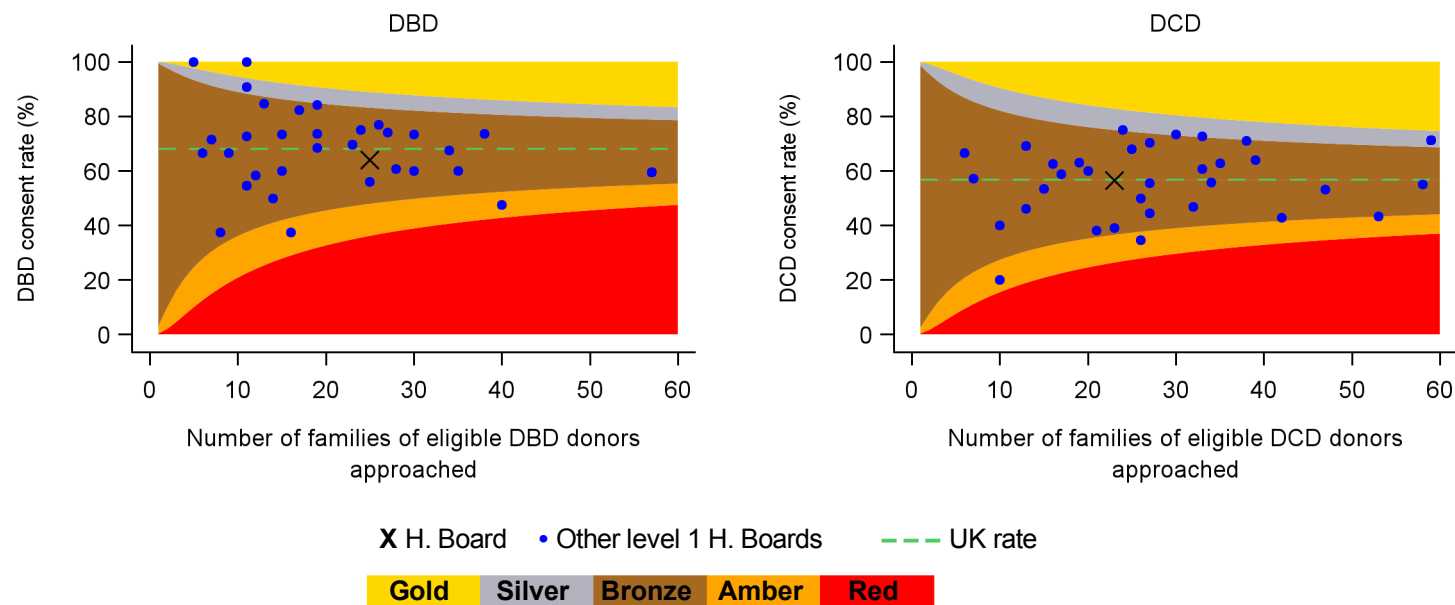 DBD
DBD consent rate (%)
100
80
60
40
20
0
0 10 20 30 40 50 60
Number of families of eligible DBD donors
approached
DCD
DCD consent rate (%)
100
80
60
40
20
0
0 10 20 30 40 50 60
Number of families of eligible DCD donors
approached
X H. Board Other level 1 H. Boards UK rate
Gold Silver Bronze Amber Red